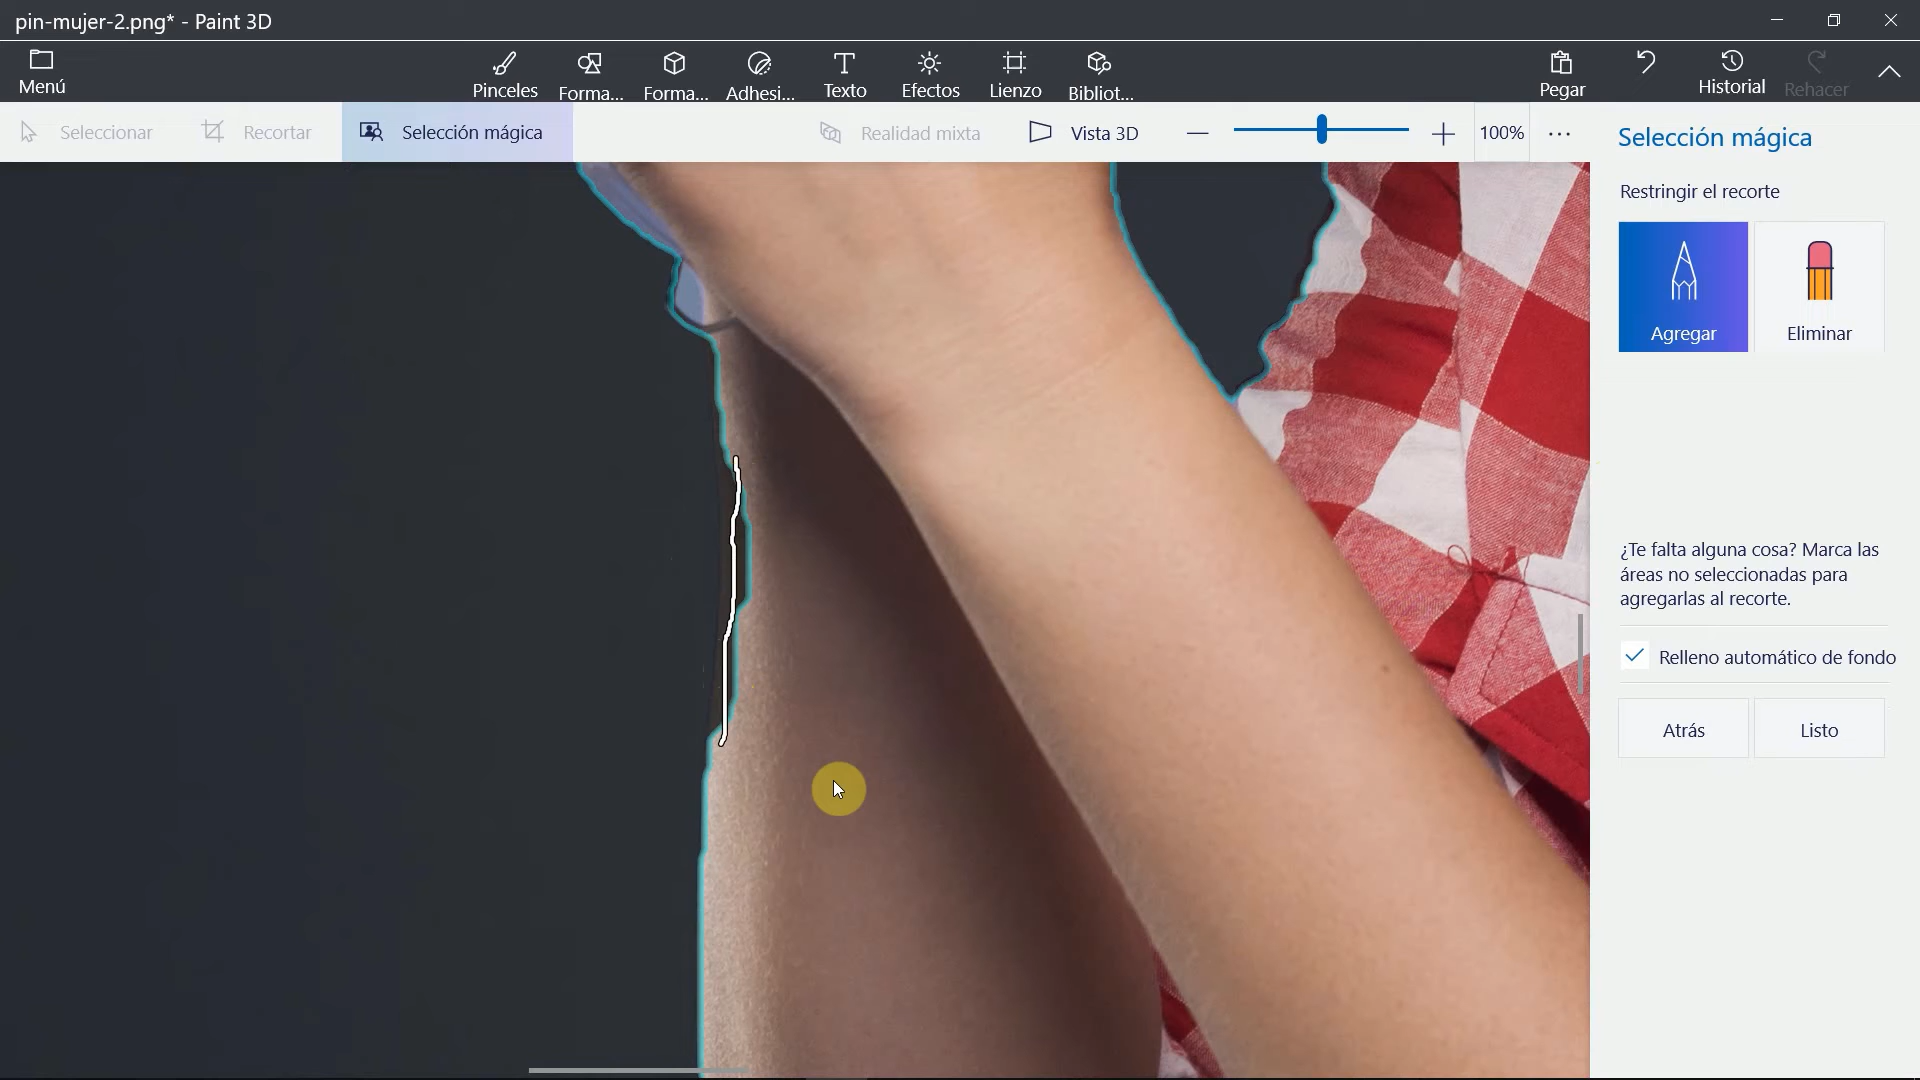 pin-mujer-2.png* - Paint 3D
Menú
Pinceles
Forma...
Forma...
Adhesi...
Texto
Efectos
Lienzo
Bibliot...
Pegar
Historial
Rehacer
Seleccionar
Recortar
Selección mágica
Realidad mixta
Vista 3D
100%
Selección mágica
Restringir el recorte
Agregar
Eliminar
¿Te falta alguna cosa? Marca las
áreas no seleccionadas para
agregarlas al recorte.
Relleno automático de fondo
Atrás
Listo